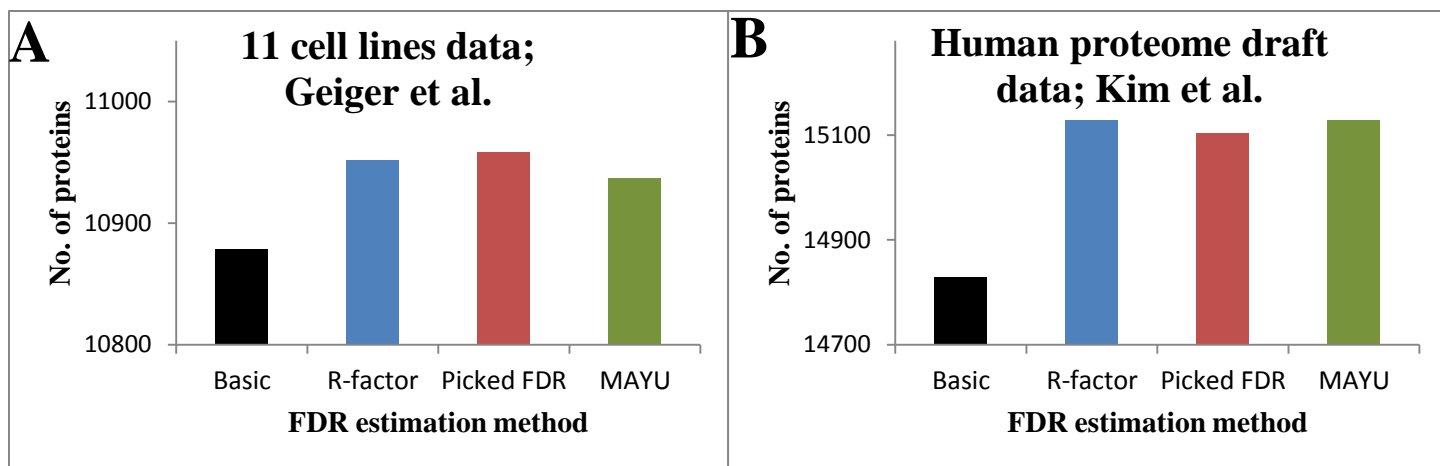 A
11 cell lines data;
Geiger et al.
No. of proteins
11000
10900
10800
Basic
R-factor
Picked FDR
MAYU
FDR estimation method
B
Human proteome draft
data; Kim et al.
No. of proteins
15100
14900
14700
Basic
R-factor
Picked FDR
MAYU
FDR estimation method